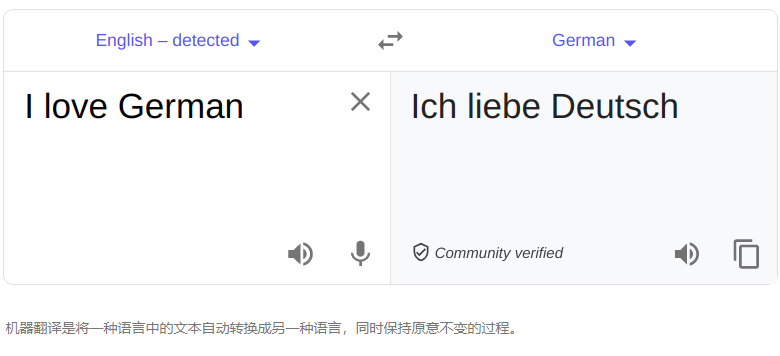 English – detected
German
I love German
Ich liebe Deutsch
Community verified
机器翻译是将一种语言中的文本自动转换成另一种语言，同时保持原意不变的过程。